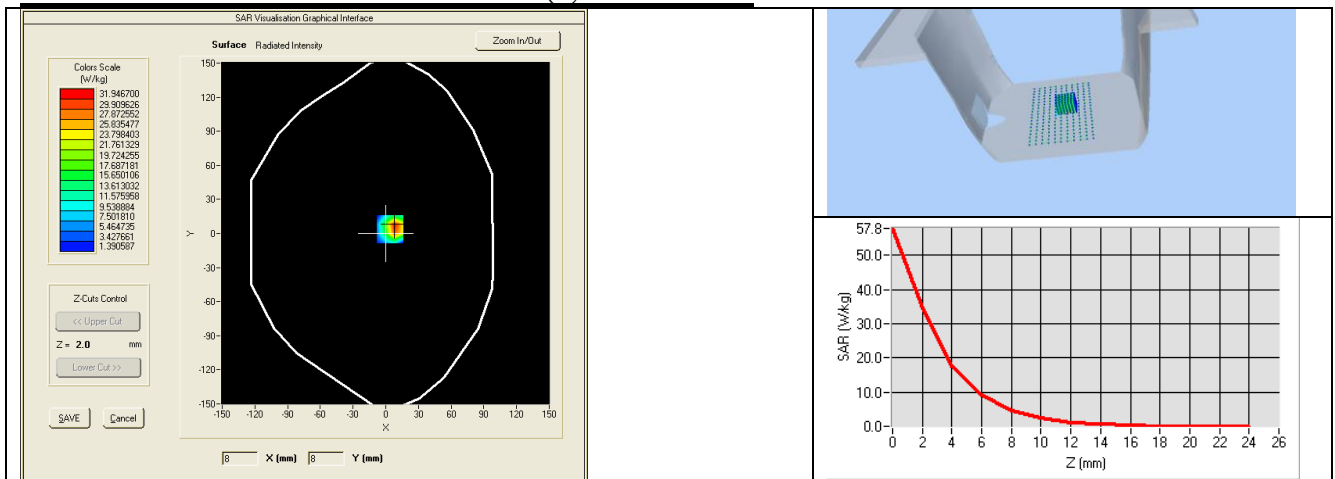 SAR Visualisation Graphical Interface
Surface Radiated Intensity
Zoom In/Out
Colors Scale
(W/kg)
31.946700
29.909626
27.872552
25.835477
23.798403
21.761329
19.724255
17.687181
15.650106
13.613032
11.575958
9.538884
7.501810
5.464735
3.427661
1.390587
150
120
90
60
30
0
-30
-60
-90
-120
-150
Y
-150 -120 -90 -60 -30 0 30 60 90 120 150
X
Z-Cuts Control
<< Upper Cut
Z = 2.0 mm
Lower Cut >>
SAVE Cancel
8 X (mm) 8 Y (mm)
57.8
50.0
40.0
30.0
20.0
10.0
0.0
SAR (W/kg)
0 2 4 6 8 10 12 14 16 18 20 22 24 26
Z (mm)